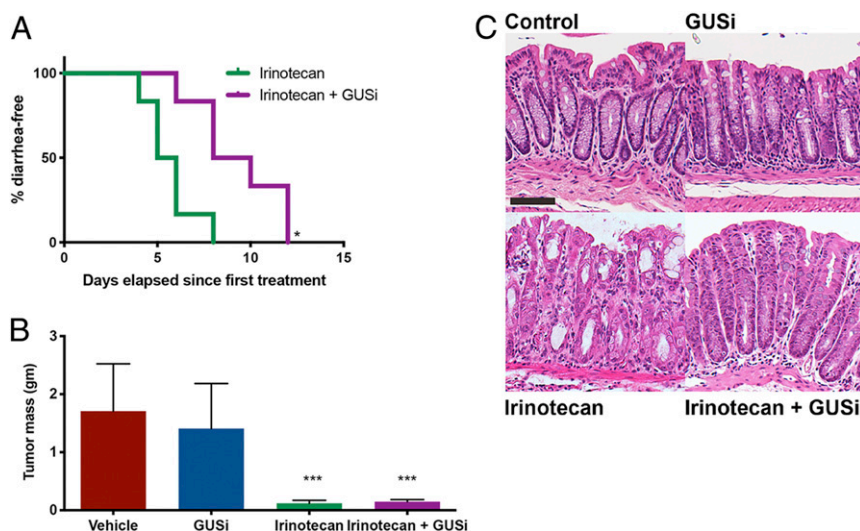 A
Irinotecan
Irinotecan + GUSi
100
50
0
% diarrhea-free
0 5 10 15
*
Days elapsed since first treatment
B
3
2
1
0
Tumor mass (gm)
*** ***
Vehicle GUSi Irinotecan Irinotecan + GUSi
C
Control GUSi
Irinotecan Irinotecan + GUSi